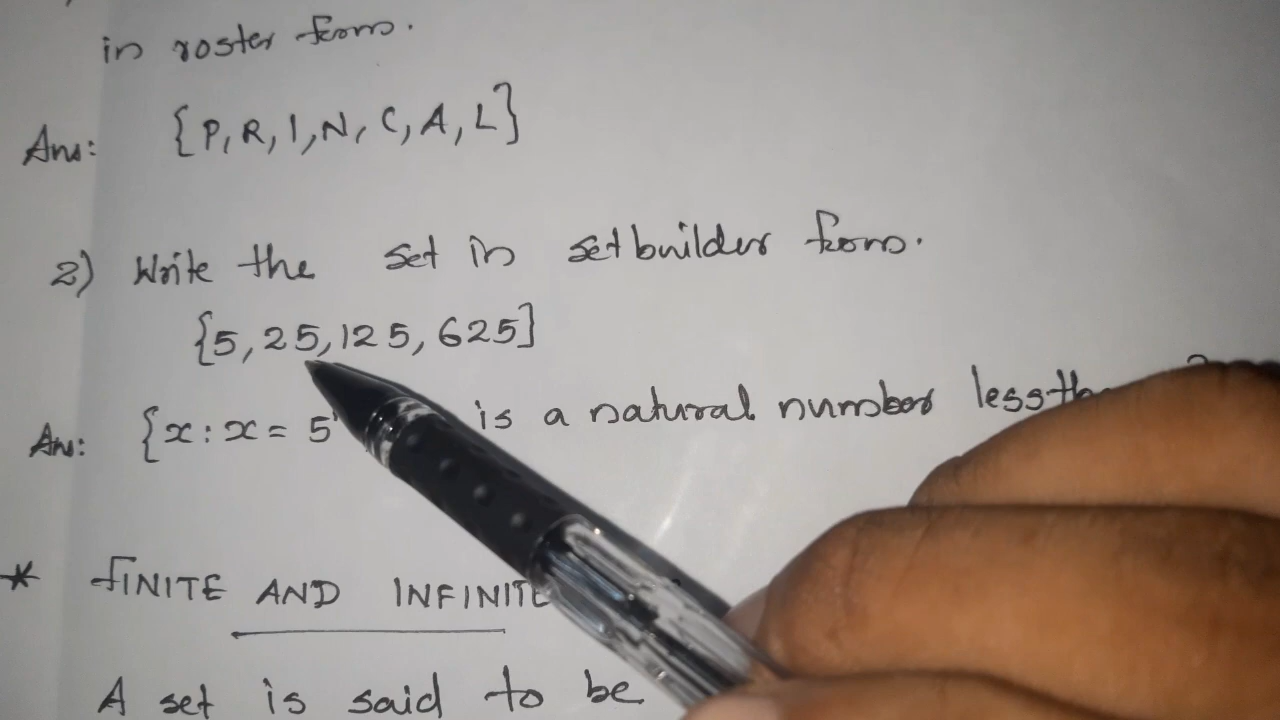 in roster form.
Ans: {P, R, I, N, C, A, L}
2) Write the set in setbuilder form.
{5, 25, 125, 625}
Ans: {x : x = 5 is a natural number less
* FINITE AND INFINITE
A set is said to be